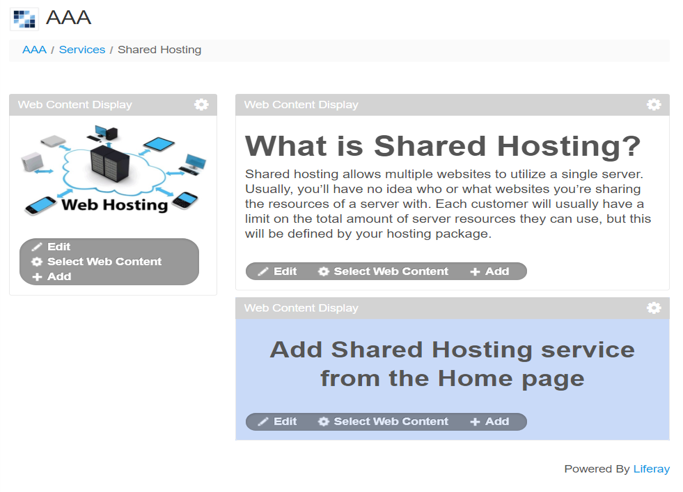 AAA
AAA / Services / Shared Hosting
Web Content Display
Web Hosting
Edit
Select Web Content
Add
Web Content Display
What is Shared Hosting?
Shared hosting allows multiple websites to utilize a single server.
Usually, you'll have no idea who or what websites you're sharing
the resources of a server with. Each customer will usually have a
limit on the total amount of server resources they can use, but this
will be defined by your hosting package.
Edit Select Web Content Add
Web Content Display
Add Shared Hosting service
from the Home page
Edit Select Web Content Add
Powered By Liferay